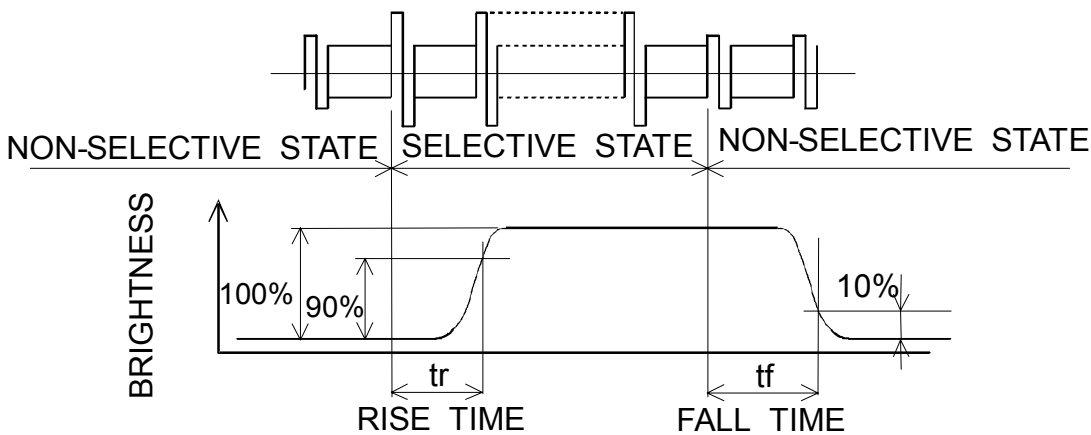 NON-SELECTIVE STATE
SELECTIVE STATE
NON-SELECTIVE STATE
BRIGHTNESS
100%
90%
10%
tr
tf
RISE TIME
FALL TIME